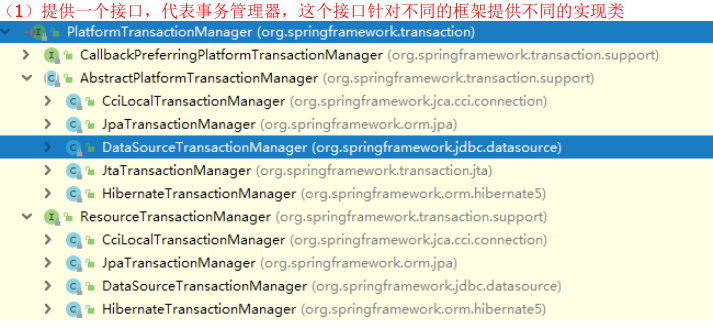 （1）提供一个接口，代表事务管理器，这个接口针对不同的框架提供不同的实现类
PlatformTransactionManager (org.springframework.transaction)
CallbackPreferringPlatformTransactionManager (org.springframework.transaction.support)
AbstractPlatformTransactionManager (org.springframework.transaction.support)
CciLocalTransactionManager (org.springframework.jca.cci.connection)
JpaTransactionManager (org.springframework.orm.jpa)
DataSourceTransactionManager (org.springframework.jdbc.datasource)
JtaTransactionManager (org.springframework.transaction.jta)
HibernateTransactionManager (org.springframework.orm.hibernate5)
ResourceTransactionManager (org.springframework.transaction.support)
CciLocalTransactionManager (org.springframework.jca.cci.connection)
JpaTransactionManager (org.springframework.orm.jpa)
DataSourceTransactionManager (org.springframework.jdbc.datasource)
HibernateTransactionManager (org.springframework.orm.hibernate5)